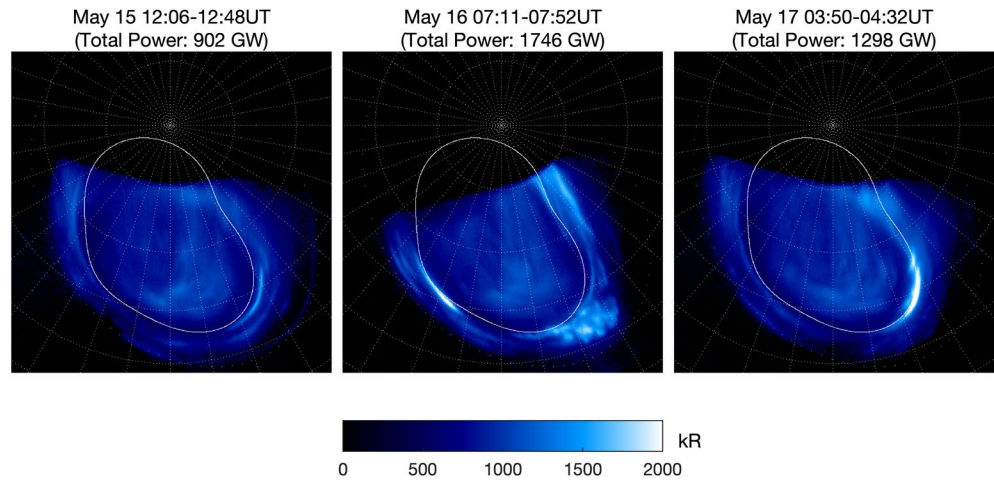 May 15 12:06-12:48UT
(Total Power: 902 GW)
May 16 07:11-07:52UT
(Total Power: 1746 GW)
May 17 03:50-04:32UT
(Total Power: 1298 GW)
kR
0 500 1000 1500 2000